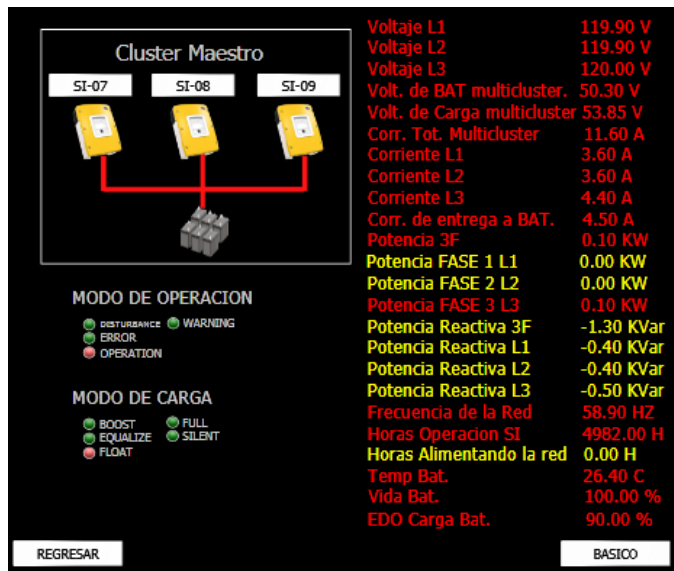 Cluster Maestro
SI-07 SI-08 SI-09
MODO DE OPERACION
DISTURBANCE WARNING
ERROR
OPERATION
MODO DE CARGA
BOOST FULL
EQUALIZE SILENT
FLOAT
Voltaje L1 119.90 V
Voltaje L2 119.90 V
Voltaje L3 120.00 V
Volt. de BAT multicluster. 50.30 V
Volt. de Carga multicluster 53.85 V
Corr. Tot. Multicluster 11.60 A
Corriente L1 3.60 A
Corriente L2 3.60 A
Corriente L3 4.40 A
Corr. de entrega a BAT. 4.50 A
Potencia 3F 0.10 KW
Potencia FASE 1 L1 0.00 KW
Potencia FASE 2 L2 0.00 KW
Potencia FASE 3 L3 0.10 KW
Potencia Reactiva 3F -1.30 KVar
Potencia Reactiva L1 -0.40 KVar
Potencia Reactiva L2 -0.40 KVar
Potencia Reactiva L3 -0.50 KVar
Frecuencia de la Red 58.90 HZ
Horas Operacion SI 4982.00 H
Horas Alimentando la red 0.00 H
Temp Bat. 26.40 C
Vida Bat. 100.00 %
EDO Carga Bat. 90.00 %
REGRESAR BASICO